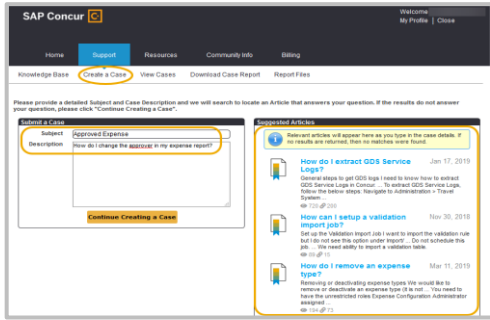 SAP Concur C
Welcome
My Profile | Close
Home Support Resources Community Info Billing
Knowledge Base Create a Case View Cases Download Case Report Report Files
Please provide a detailed Subject and Case Description and we will search to locate an Article that answers your question. If the results do not answer
your question, please click "Continue Creating a Case".
Submit a Case
Subject Approved Expense
Description How do I change the approver in my expense report?
Continue Creating a Case
Suggested Articles
Relevant articles will appear here as you type in the case details. If
no results are returned, then no matches were found.
How do I extract GDS Service Jan 17, 2019
Logs?
General steps to get GDS logs I need to know how to extract
GDS Service Logs in Concur. ... To extract GDS Service Logs,
follow the below steps: Navigate to Administration > Travel
System ...
How can I setup a validation Nov 30, 2018
import job?
Set up the Validation Import Job I want to import the validation rule
but I do not see this option under Import/ ... Do not schedule this
job. ... We need ability to import a validation table.
How do I remove an expense Mar 11, 2019
type?
Removing or deactivating expense types We would like to
remove or deactivate an expense type (it is not ... You need to
have the unrestricted roles Expense Configuration Administrator
assigned ...
194 73